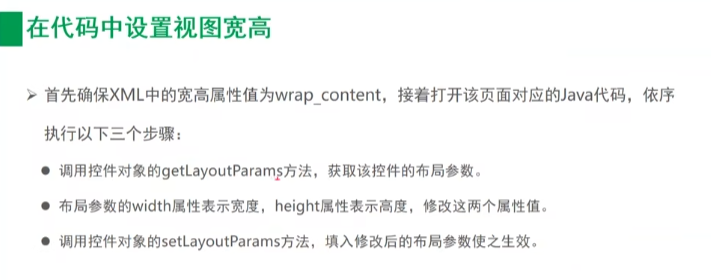 在代码中设置视图宽高
➢ 首先确保XML中的宽高属性值为wrap_content，接着打开该页面对应的Java代码，依序
执行以下三个步骤：
● 调用控件对象的getLayoutParams方法，获取该控件的布局参数。
● 布局参数的width属性表示宽度，height属性表示高度，修改这两个属性值。
● 调用控件对象的setLayoutParams方法，填入修改后的布局参数使之生效。